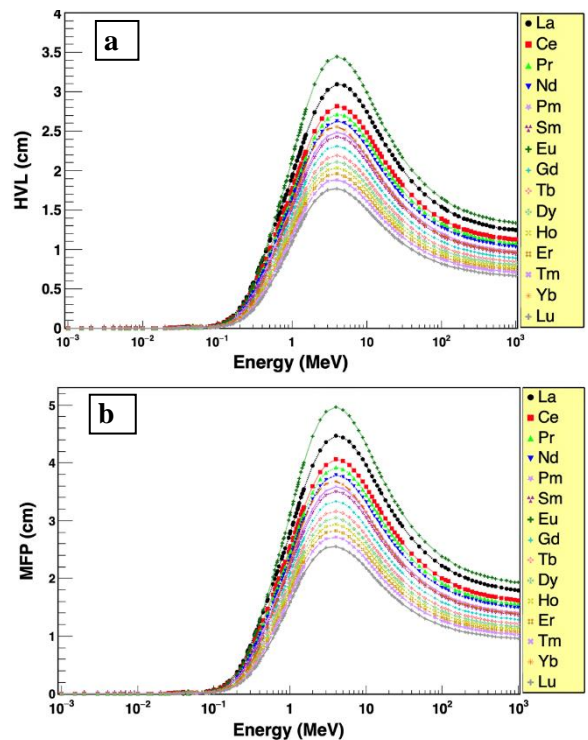 a
HVL (cm)
4
3.5
3
2.5
2
1.5
1
0.5
0
10⁻³ 10⁻² 10⁻¹ 1 10 10² 10³
Energy (MeV)
La
Ce
Pr
Nd
Pm
Sm
Eu
Gd
Tb
Dy
Ho
Er
Tm
Yb
Lu
b
MFP (cm)
5
4
3
2
1
0
10⁻³ 10⁻² 10⁻¹ 1 10 10² 10³
Energy (MeV)
La
Ce
Pr
Nd
Pm
Sm
Eu
Gd
Tb
Dy
Ho
Er
Tm
Yb
Lu